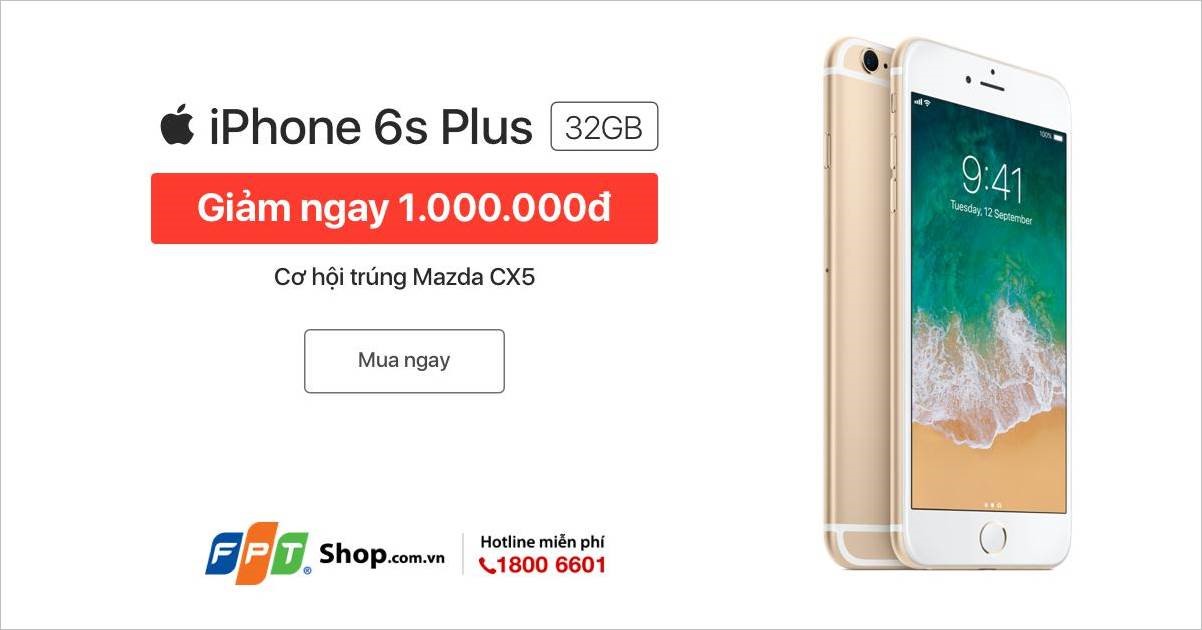 iPhone 6s Plus 32GB
Giảm ngay 1.000.000đ
Cơ hội trúng Mazda CX5
Mua ngay
FPT Shop.com.vn
Hotline miễn phí
1800 6601
100%
9:41
Tuesday, 12 September